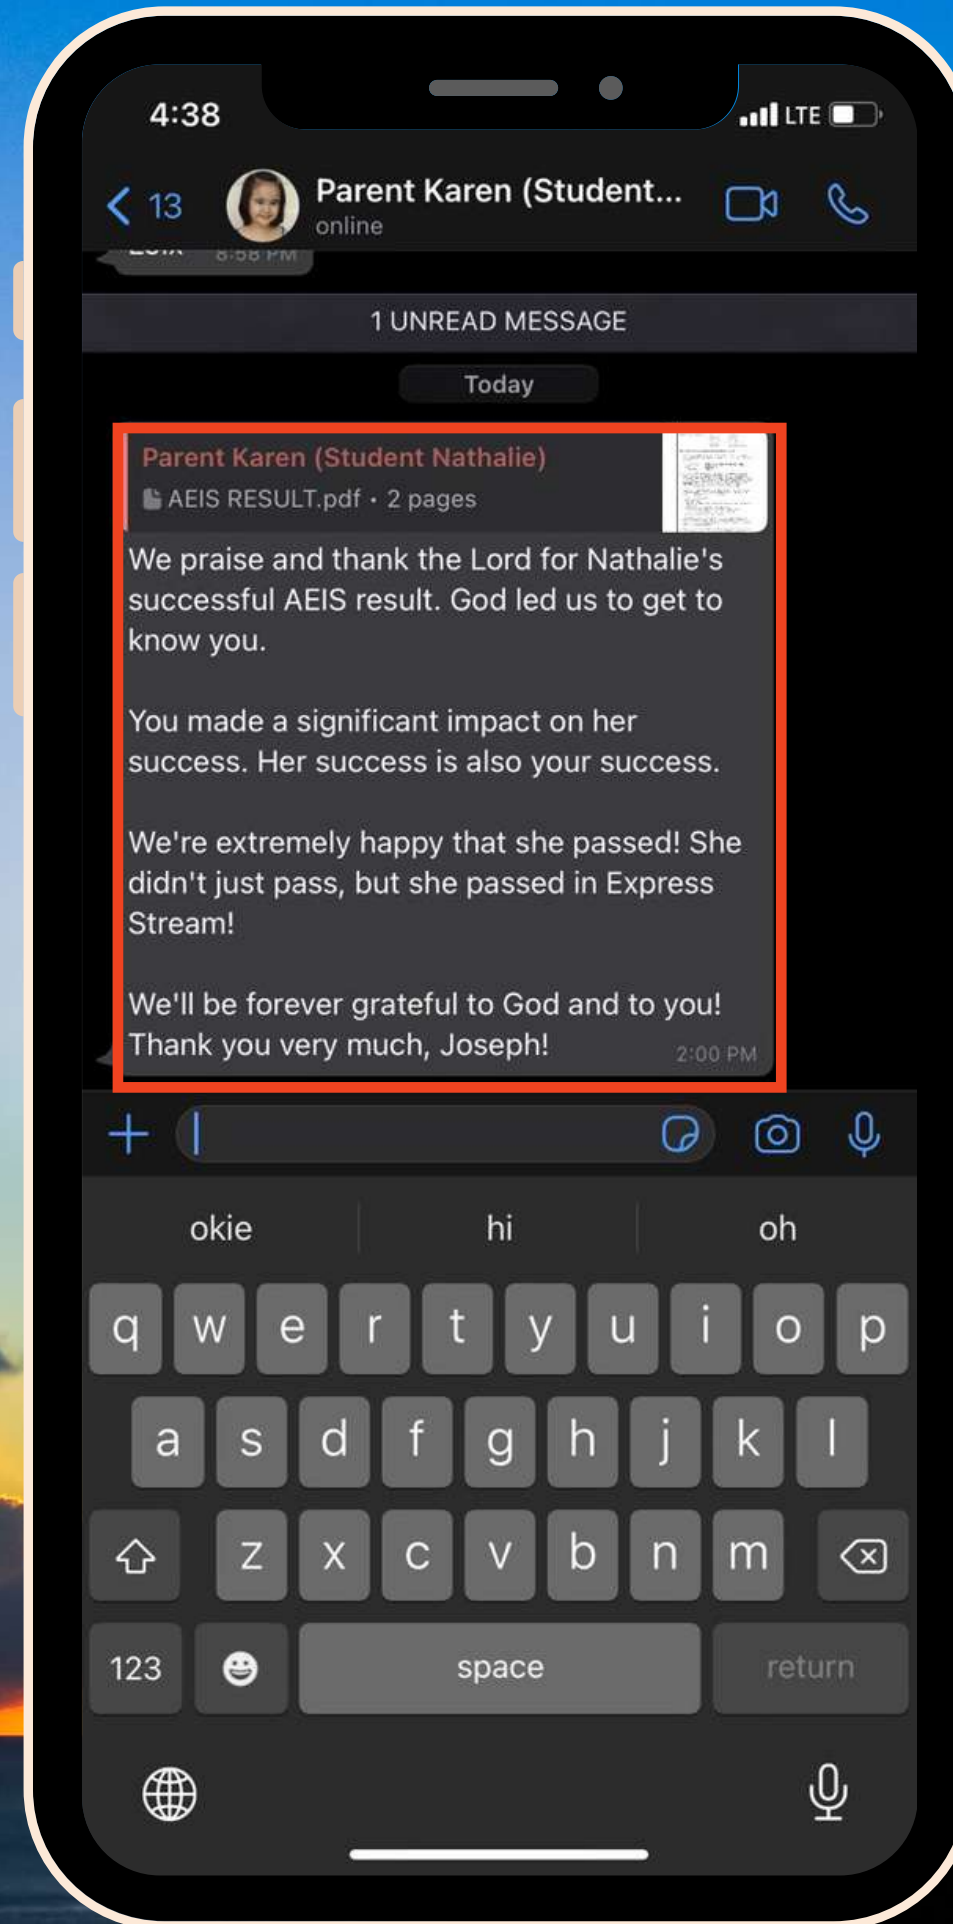 4:38
LTE
13
Parent Karen (Student...
online
8:58 PM
1 UNREAD MESSAGE
Today
Parent Karen (Student Nathalie)
AEIS RESULT.pdf • 2 pages
We praise and thank the Lord for Nathalie's
successful AEIS result. God led us to get to
know you.
You made a significant impact on her
success. Her success is also your success.
We're extremely happy that she passed! She
didn't just pass, but she passed in Express
Stream!
We'll be forever grateful to God and to you!
Thank you very much, Joseph!
2:00 PM
okie hi oh
q w e r t y u i o p
a s d f g h j k l
z x c v b n m
123 space return